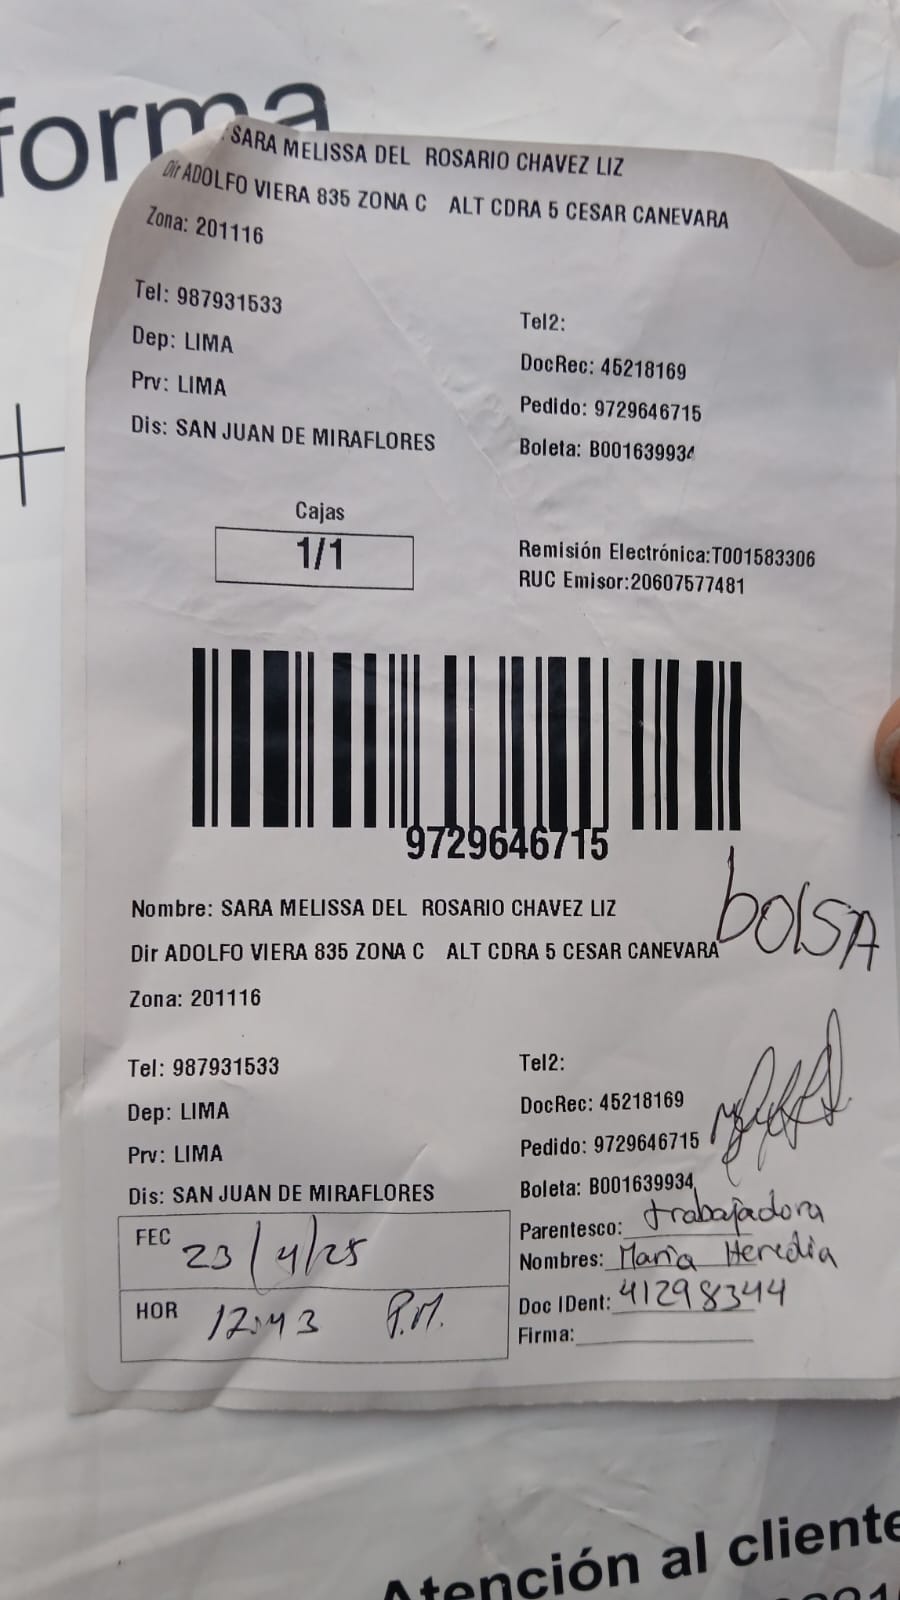 forma
SARA MELISSA DEL ROSARIO CHAVEZ LIZ
Dir ADOLFO VIERA 835 ZONA C ALT CDRA 5 CESAR CANEVARA
Zona: 201116
Tel: 987931533
Tel2:
Dep: LIMA
DocRec: 45218169
Prv: LIMA
Pedido: 9729646715
Dis: SAN JUAN DE MIRAFLORES
Boleta: B001639934
Cajas
1/1
Remisión Electrónica:T001583306
RUC Emisor:20607577481
9729646715
bolsa
Nombre: SARA MELISSA DEL ROSARIO CHAVEZ LIZ
Dir ADOLFO VIERA 835 ZONA C ALT CDRA 5 CESAR CANEVARA
Zona: 201116
Tel: 987931533
Tel2:
Dep: LIMA
DocRec: 45218169
Prv: LIMA
Pedido: 9729646715
Dis: SAN JUAN DE MIRAFLORES
Boleta: B001639934
FEC 23/4/25
Parentesco: trabajadora
Nombres: María Heredia
HOR 12:43 P.M.
Doc IDent: 41298344
Firma:
Atención al cliente